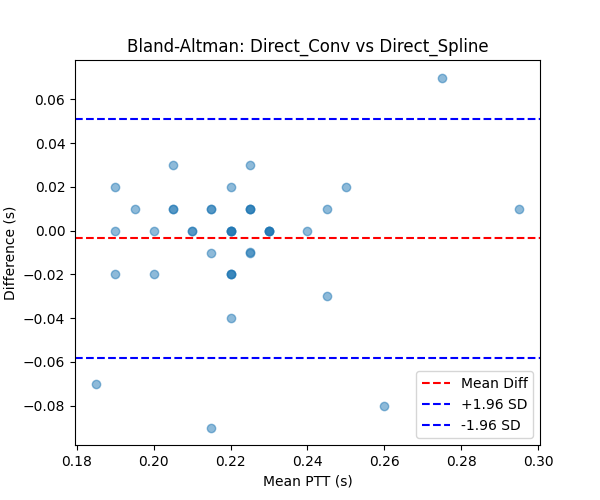 Bland-Altman: Direct_Conv vs Direct_Spline
Difference (s)
0.06
0.04
0.02
0.00
−0.02
−0.04
−0.06
−0.08
Mean Diff
+1.96 SD
-1.96 SD
0.18 0.20 0.22 0.24 0.26 0.28 0.30
Mean PTT (s)